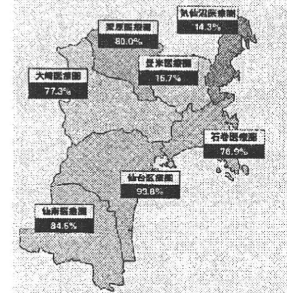 気仙沼医療圏
14.3%
栗原医療圏
80.0%
登米医療圏
15.7%
大崎医療圏
77.3%
石巻医療圏
76.9%
仙台医療圏
93.8%
仙南医療圏
84.6%